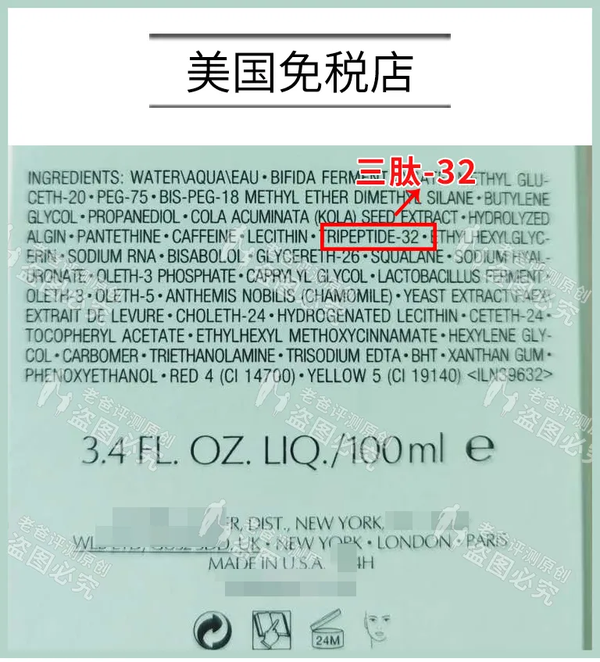 美国免税店
三肽-32
INGREDIENTS: WATER\AQUA\EAU • BIFIDA FERMENT METHYL GLU-
CETH-20 • PEG-75 • BIS-PEG-18 METHYL ETHER DIMETHYL SILANE • BUTYLENE
GLYCOL • PROPANEDIOL • COLA ACUMINATA (KOLA) SEED EXTRACT • HYDROLYZED
ALGIN • PANTETHINE • CAFFEINE LECITHIN • TRIPEPTIDE-32 • ETHYLHEXYLGLYC-
ERIN • SODIUM RNA • BISABOLOL • GLYCERETH-26 • SQUALANE • SODIUM HYAL-
URONATE • OLETH-3 PHOSPHATE • CAPRYLYL GLYCOL • LACTOBACILLUS FERMENT
OLETH-3 • OLETH-5 • ANTHEMIS NOBILIS (CHAMOMILE) • YEAST EXTRACT\FAEX\
EXTRAIT DE LEVURE • CHOLETH-24 • HYDROGENATED LECITHIN • CETETH-24 •
TOCOPHERYL ACETATE • ETHYLHEXYL METHOXYCINNAMATE • HEXYLENE GLY-
COL • CARBOMER • TRIETHANOLAMINE • TRISODIUM EDTA • BHT • XANTHAN GUM •
PHENOXYETHANOL • RED 4 (CI 14700) • YELLOW 5 (CI 19140) <ILN39632>
3.4 FL. OZ. LIQ./100ml e
DIST., NEW YORK,
UK • NEW YORK • LONDON • PARIS
MADE IN U.S.A. 4H
24M
老爸评测原创
盗图必究